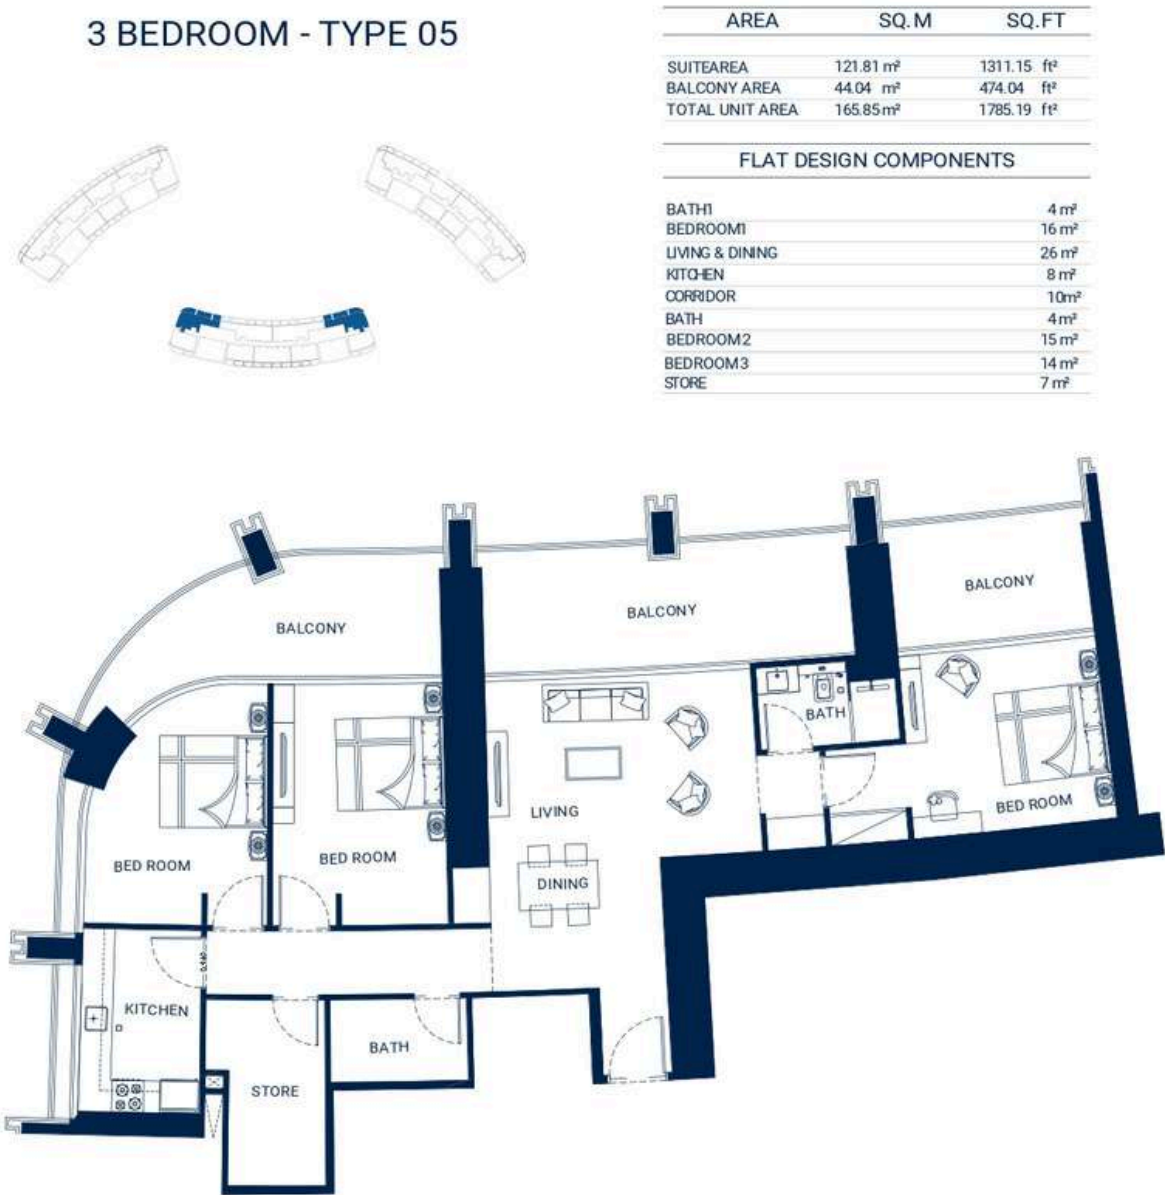 3 BEDROOM - TYPE 05
AREA SQ.M SQ.FT
SUITEAREA 121.81 m² 1311.15 ft²
BALCONY AREA 44.04 m² 474.04 ft²
TOTAL UNIT AREA 165.85 m² 1785.19 ft²
FLAT DESIGN COMPONENTS
BATH1 4 m²
BEDROOM1 16 m²
LIVING & DINING 26 m²
KITCHEN 8 m²
CORRIDOR 10m²
BATH 4 m²
BEDROOM2 15 m²
BEDROOM3 14 m²
STORE 7 m²
BALCONY
BALCONY
BALCONY
BATH
BED ROOM
LIVING
BED ROOM
BED ROOM
DINING
KITCHEN
BATH
STORE